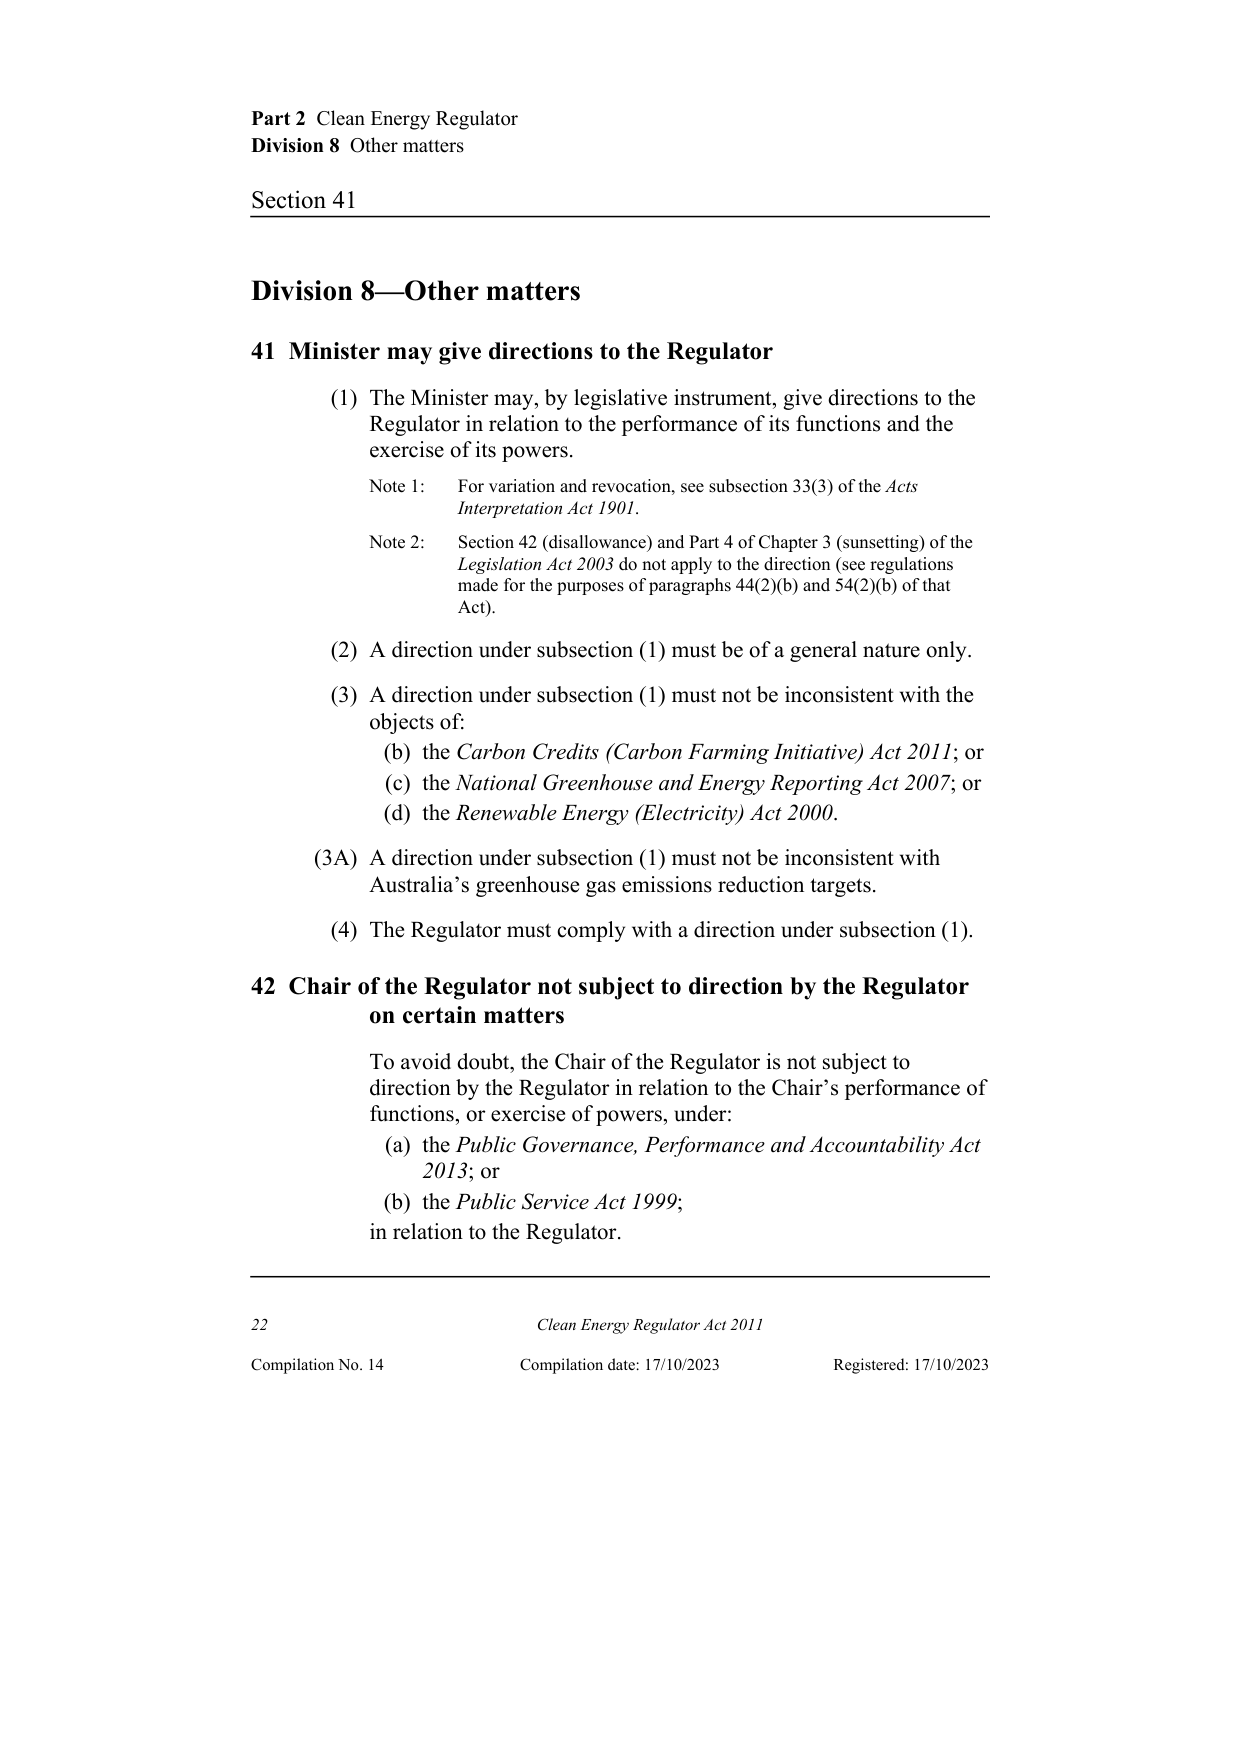 Part 2 Clean Energy Regulator
Division 8 Other matters
Section 41
Division 8—Other matters
41 Minister may give directions to the Regulator
(1) The Minister may, by legislative instrument, give directions to the
Regulator in relation to the performance of its functions and the
exercise of its powers.
Note 1: For variation and revocation, see subsection 33(3) of the Acts
Interpretation Act 1901.
Note 2: Section 42 (disallowance) and Part 4 of Chapter 3 (sunsetting) of the
Legislation Act 2003 do not apply to the direction (see regulations
made for the purposes of paragraphs 44(2)(b) and 54(2)(b) of that
Act).
(2) A direction under subsection (1) must be of a general nature only.
(3) A direction under subsection (1) must not be inconsistent with the
objects of:
(b) the Carbon Credits (Carbon Farming Initiative) Act 2011; or
(c) the National Greenhouse and Energy Reporting Act 2007; or
(d) the Renewable Energy (Electricity) Act 2000.
(3A) A direction under subsection (1) must not be inconsistent with
Australia's greenhouse gas emissions reduction targets.
(4) The Regulator must comply with a direction under subsection (1).
42 Chair of the Regulator not subject to direction by the Regulator
on certain matters
To avoid doubt, the Chair of the Regulator is not subject to
direction by the Regulator in relation to the Chair's performance of
functions, or exercise of powers, under:
(a) the Public Governance, Performance and Accountability Act
2013; or
(b) the Public Service Act 1999;
in relation to the Regulator.
22 Clean Energy Regulator Act 2011
Compilation No. 14 Compilation date: 17/10/2023 Registered: 17/10/2023